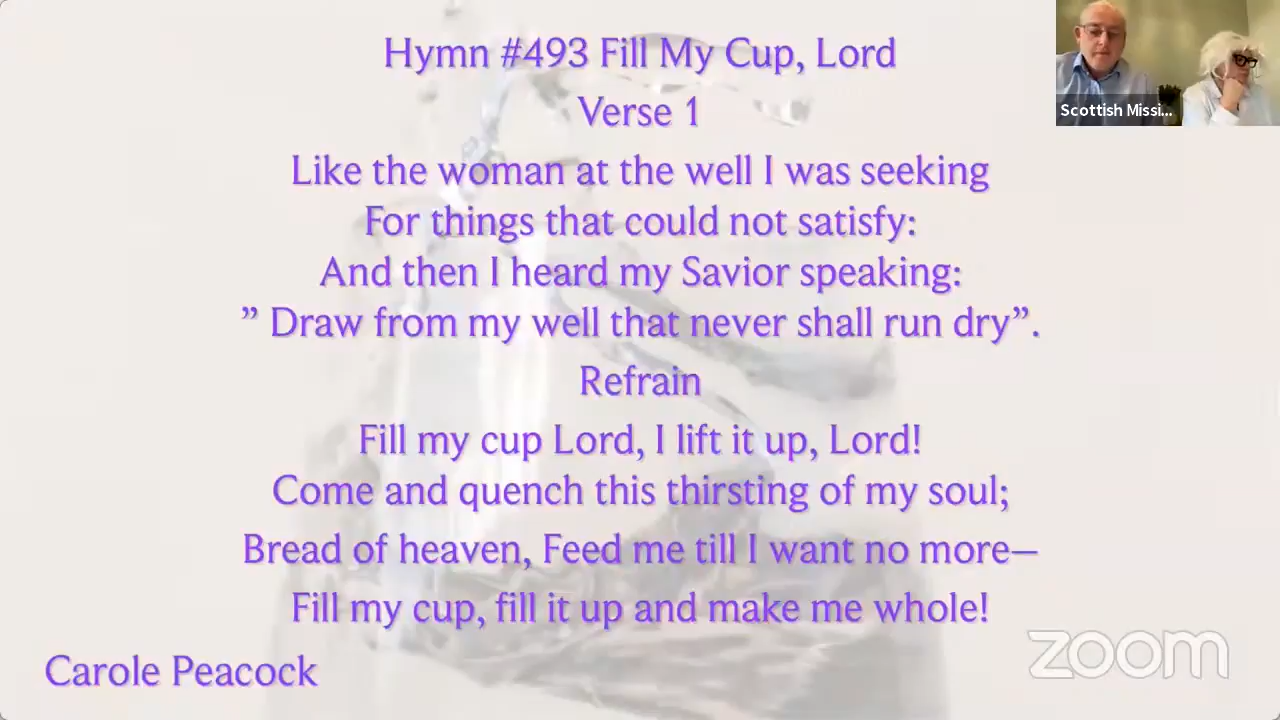 Hymn #493 Fill My Cup, Lord
Verse 1
Like the woman at the well I was seeking
For things that could not satisfy:
And then I heard my Savior speaking:
” Draw from my well that never shall run dry”.
Refrain
Fill my cup Lord, I lift it up, Lord!
Come and quench this thirsting of my soul;
Bread of heaven, Feed me till I want no more—
Fill my cup, fill it up and make me whole!
Carole Peacock
Scottish Missi...
zoom